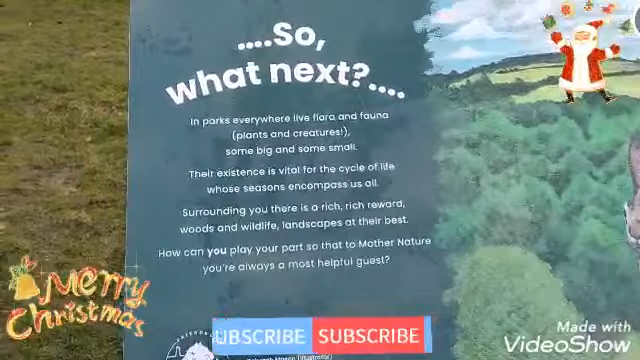 ....So,
what next?....
In parks everywhere live flora and fauna
(plants and creatures!),
some big and some small.
Their existence is vital for the cycle of life
whose seasons encompass us all.
Surrounding you there is a rich, rich reward,
woods and wildlife, landscapes at their best.
How can you play your part so that to Mother Nature
you're always a most helpful guest?
Merry
Christmas
UBSCRIBE SUBSCRIBE
Made with
VideoShow